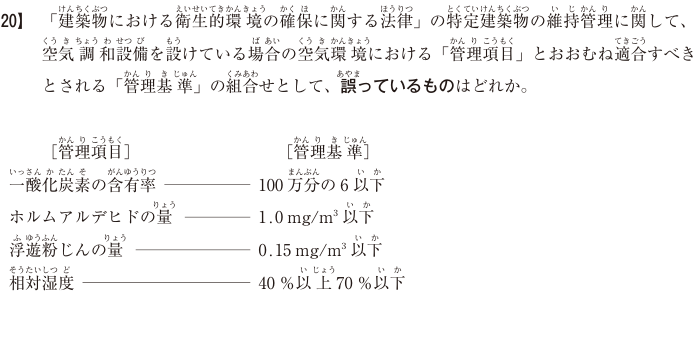 20】「建築物における衛生的環境の確保に関する法律」の特定建築物の維持管理に関して、
空気調和設備を設けている場合の空気環境における「管理項目」とおおむね適合すべき
とされる「管理基準」の組合せとして、誤っているものはどれか。
[管理項目] [管理基準]
一酸化炭素の含有率 ────── 100万分の6以下
ホルムアルデヒドの量 ───── 1.0 mg/m³以下
浮遊粉じんの量 ──────── 0.15 mg/m³以下
相対湿度 ─────────── 40 %以上70 %以下